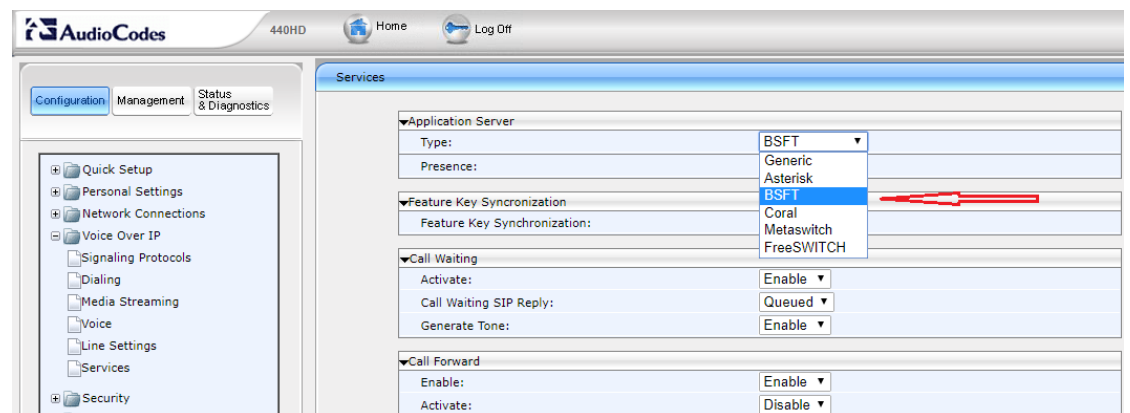 AudioCodes 440HD Home Log Off
Services
Configuration Management Status
& Diagnostics
Application Server
Type: BSFT
Presence:
Generic
Asterisk
BSFT
Coral
Metaswitch
FreeSWITCH
Feature Key Syncronization
Feature Key Synchronization:
Call Waiting
Activate: Enable
Call Waiting SIP Reply: Queued
Generate Tone: Enable
Call Forward
Enable: Enable
Activate: Disable
Quick Setup
Personal Settings
Network Connections
Voice Over IP
Signaling Protocols
Dialing
Media Streaming
Voice
Line Settings
Services
Security